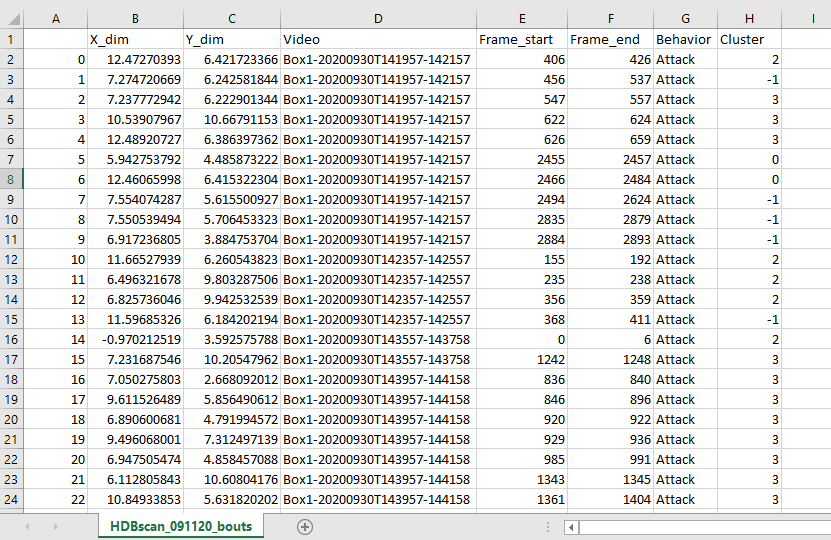 A B C D E F G H I
1 X_dim Y_dim Video Frame_start Frame_end Behavior Cluster
2 0 12.47270393 6.421723366 Box1-20200930T141957-142157 406 426 Attack 2
3 1 7.274720669 6.242581844 Box1-20200930T141957-142157 456 537 Attack -1
4 2 7.237772942 6.222901344 Box1-20200930T141957-142157 547 557 Attack 3
5 3 10.53907967 10.66791153 Box1-20200930T141957-142157 622 624 Attack 3
6 4 12.48920727 6.386397362 Box1-20200930T141957-142157 626 659 Attack 3
7 5 5.942753792 4.485873222 Box1-20200930T141957-142157 2455 2457 Attack 0
8 6 12.46065998 6.415322304 Box1-20200930T141957-142157 2466 2484 Attack 0
9 7 7.554074287 5.615500927 Box1-20200930T141957-142157 2494 2624 Attack -1
10 8 7.550539494 5.706453323 Box1-20200930T141957-142157 2835 2879 Attack -1
11 9 6.917236805 3.884753704 Box1-20200930T141957-142157 2884 2893 Attack -1
12 10 11.66527939 6.260543823 Box1-20200930T142357-142557 155 192 Attack 2
13 11 6.496321678 9.803287506 Box1-20200930T142357-142557 235 238 Attack 2
14 12 6.825736046 9.942532539 Box1-20200930T142357-142557 356 359 Attack 2
15 13 11.59685326 6.184202194 Box1-20200930T142357-142557 368 411 Attack -1
16 14 -0.970212519 3.592575788 Box1-20200930T143557-143758 0 6 Attack 2
17 15 7.231687546 10.20547962 Box1-20200930T143557-143758 1242 1248 Attack 3
18 16 7.050275803 2.668092012 Box1-20200930T143957-144158 836 840 Attack 3
19 17 9.611526489 5.856490612 Box1-20200930T143957-144158 846 896 Attack 3
20 18 6.890600681 4.791994572 Box1-20200930T143957-144158 920 922 Attack 3
21 19 9.496068001 7.312497139 Box1-20200930T143957-144158 929 936 Attack 3
22 20 6.947505474 4.858457088 Box1-20200930T143957-144158 985 991 Attack 3
23 21 6.112805843 10.60804176 Box1-20200930T143957-144158 1343 1345 Attack 3
24 22 10.84933853 5.631820202 Box1-20200930T143957-144158 1361 1404 Attack 3
HDBscan_091120_bouts